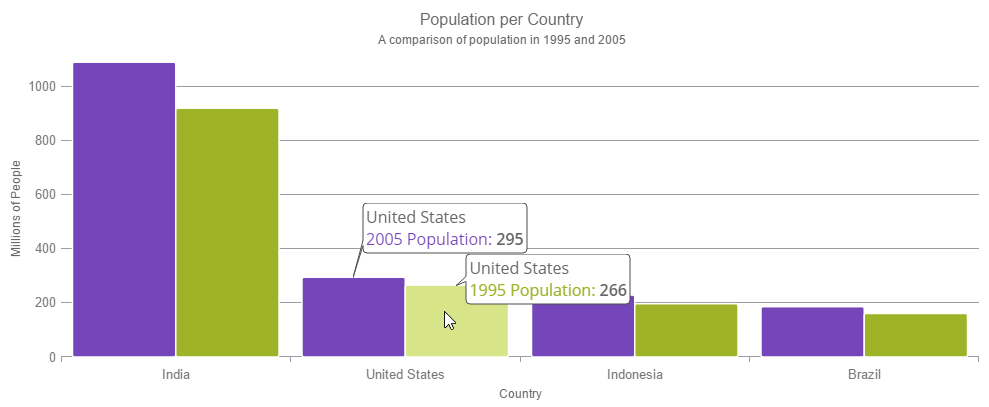 Population per Country
A comparison of population in 1995 and 2005
Millions of People
1000
800
600
400
200
0
United States
2005 Population: 295
United States
1995 Population: 266
India
United States
Indonesia
Brazil
Country